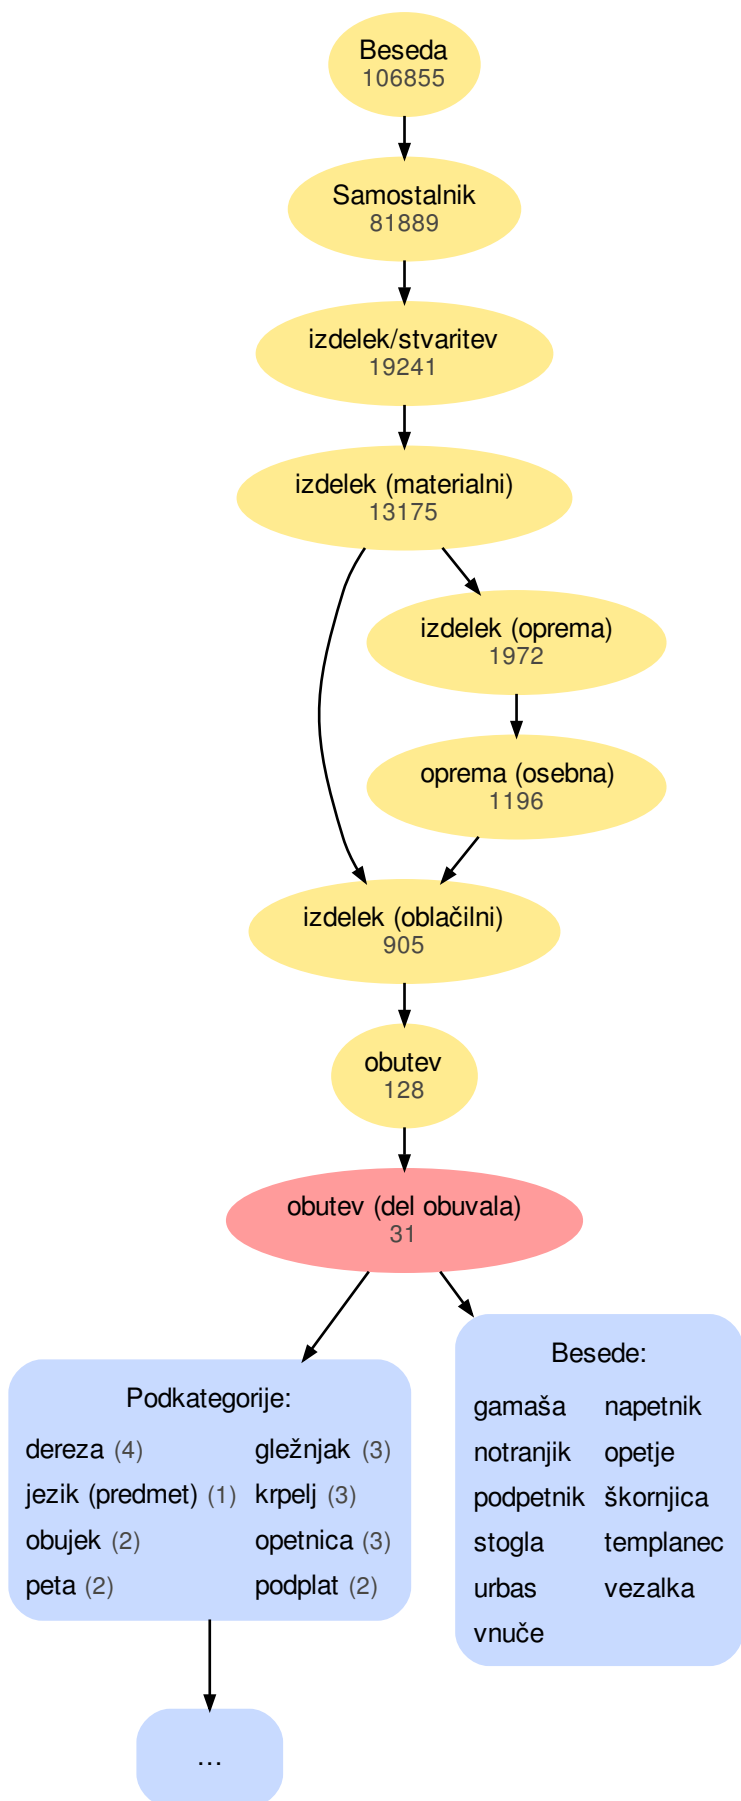 Beseda
106855
Samostalnik
81889
izdelek/stvaritev
19241
izdelek (materialni)
13175
izdelek (oprema)
1972
oprema (osebna)
1196
izdelek (oblačilni)
905
obutev
128
obutev (del obuvala)
31
Podkategorije:
dereza (4) gležnjak (3)
jezik (predmet) (1) krpelj (3)
obujek (2) opetnica (3)
peta (2) podplat (2)
...
Besede:
gamaša napetnik
notranjik opetje
podpetnik škornjica
stogla templanec
urbas vezalka
vnuče